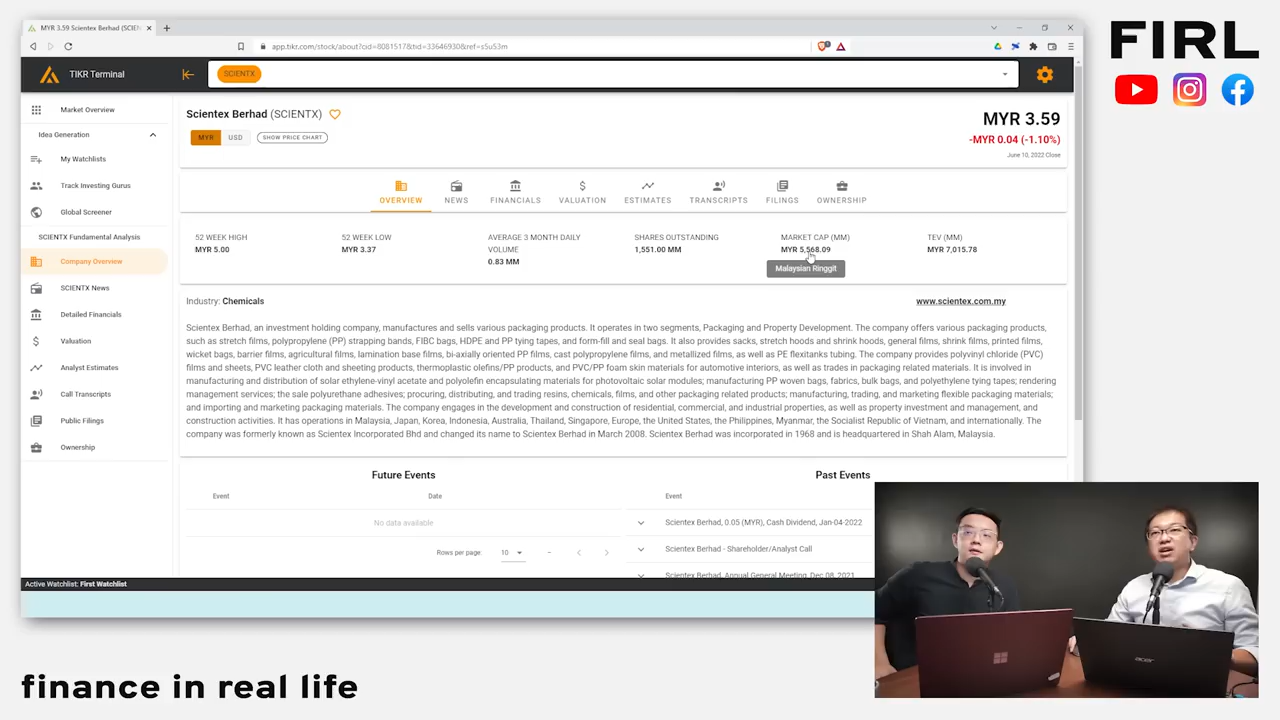 MYR 3.59 Scientex Berhad (SCIEN
app.tikr.com/stock/about?cid=8081517&tid=33646930&ref=s5u53m
FIRL
TIKR Terminal
SCIENTX
Market Overview
Idea Generation
My Watchlists
Track Investing Gurus
Global Screener
SCIENTX Fundamental Analysis
Company Overview
SCIENTX News
Detailed Financials
Valuation
Analyst Estimates
Call Transcripts
Public Filings
Ownership
Scientex Berhad (SCIENTX)
MYR USD SHOW PRICE CHART
MYR 3.59
-MYR 0.04 (-1.10%)
June 10, 2022 Close
OVERVIEW NEWS FINANCIALS VALUATION ESTIMATES TRANSCRIPTS FILINGS OWNERSHIP
52 WEEK HIGH
MYR 5.00
52 WEEK LOW
MYR 3.37
AVERAGE 3 MONTH DAILY
VOLUME
0.83 MM
SHARES OUTSTANDING
1,551.00 MM
MARKET CAP (MM)
MYR 5,568.09
Malaysian Ringgit
TEV (MM)
MYR 7,015.78
Industry: Chemicals
www.scientex.com.my
Scientex Berhad, an investment holding company, manufactures and sells various packaging products. It operates in two segments, Packaging and Property Development. The company offers various packaging products,
such as stretch films, polypropylene (PP) strapping bands, FIBC bags, HDPE and PP tying tapes, and form-fill and seal bags. It also provides sacks, stretch hoods and shrink hoods, general films, shrink films, printed films,
wicket bags, barrier films, agricultural films, lamination base films, bi-axially oriented PP films, cast polypropylene films, and metallized films, as well as PE flexitanks tubing. The company provides polyvinyl chloride (PVC)
films and sheets, PVC leather cloth and sheeting products, thermoplastic olefins/PP products, and PVC/PP foam skin materials for automotive interiors, as well as trades in packaging related materials. It is involved in
manufacturing and distribution of solar ethylene-vinyl acetate and polyolefin encapsulating materials for photovoltaic solar modules; manufacturing PP woven bags, fabrics, bulk bags, and polyethylene tying tapes; rendering
management services; the sale polyurethane adhesives; procuring, distributing, and trading resins, chemicals, films, and other packaging related products; manufacturing, trading, and marketing flexible packaging materials;
and importing and marketing packaging materials. The company engages in the development and construction of residential, commercial, and industrial properties, as well as property investment and management, and
construction activities. It has operations in Malaysia, Japan, Korea, Indonesia, Australia, Thailand, Singapore, Europe, the United States, the Philippines, Myanmar, the Socialist Republic of Vietnam, and internationally. The
company was formerly known as Scientex Incorporated Bhd and changed its name to Scientex Berhad in March 2008. Scientex Berhad was incorporated in 1968 and is headquartered in Shah Alam, Malaysia.
Future Events
Event Date
No data available
Rows per page: 10 –
Past Events
Event
Scientex Berhad, 0.05 (MYR), Cash Dividend, Jan-04-2022
Scientex Berhad - Shareholder/Analyst Call
Scientex Berhad, Annual General Meeting, Dec 08, 2021
Active Watchlist: First Watchlist
acer
finance in real life